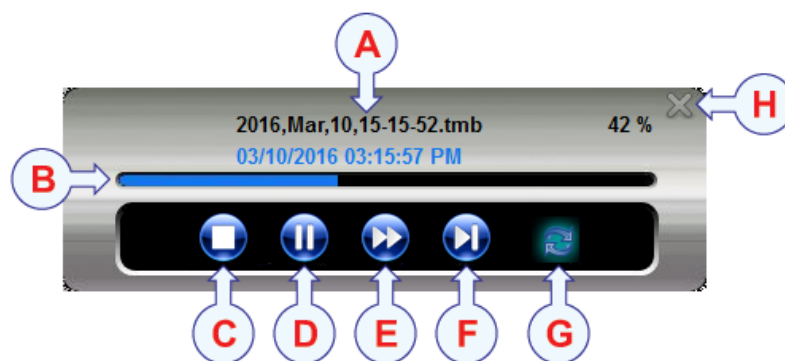 A
H
2016,Mar,10,15-15-52.tmb 42 %
03/10/2016 03:15:57 PM
B
C
D
E
F
G